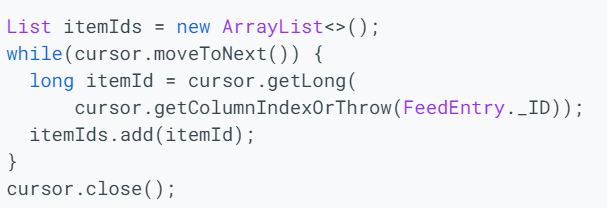 List itemIds = new ArrayList<>();
while(cursor.moveToNext()) {
  long itemId = cursor.getLong(
      cursor.getColumnIndexOrThrow(FeedEntry._ID));
  itemIds.add(itemId);
}
cursor.close();